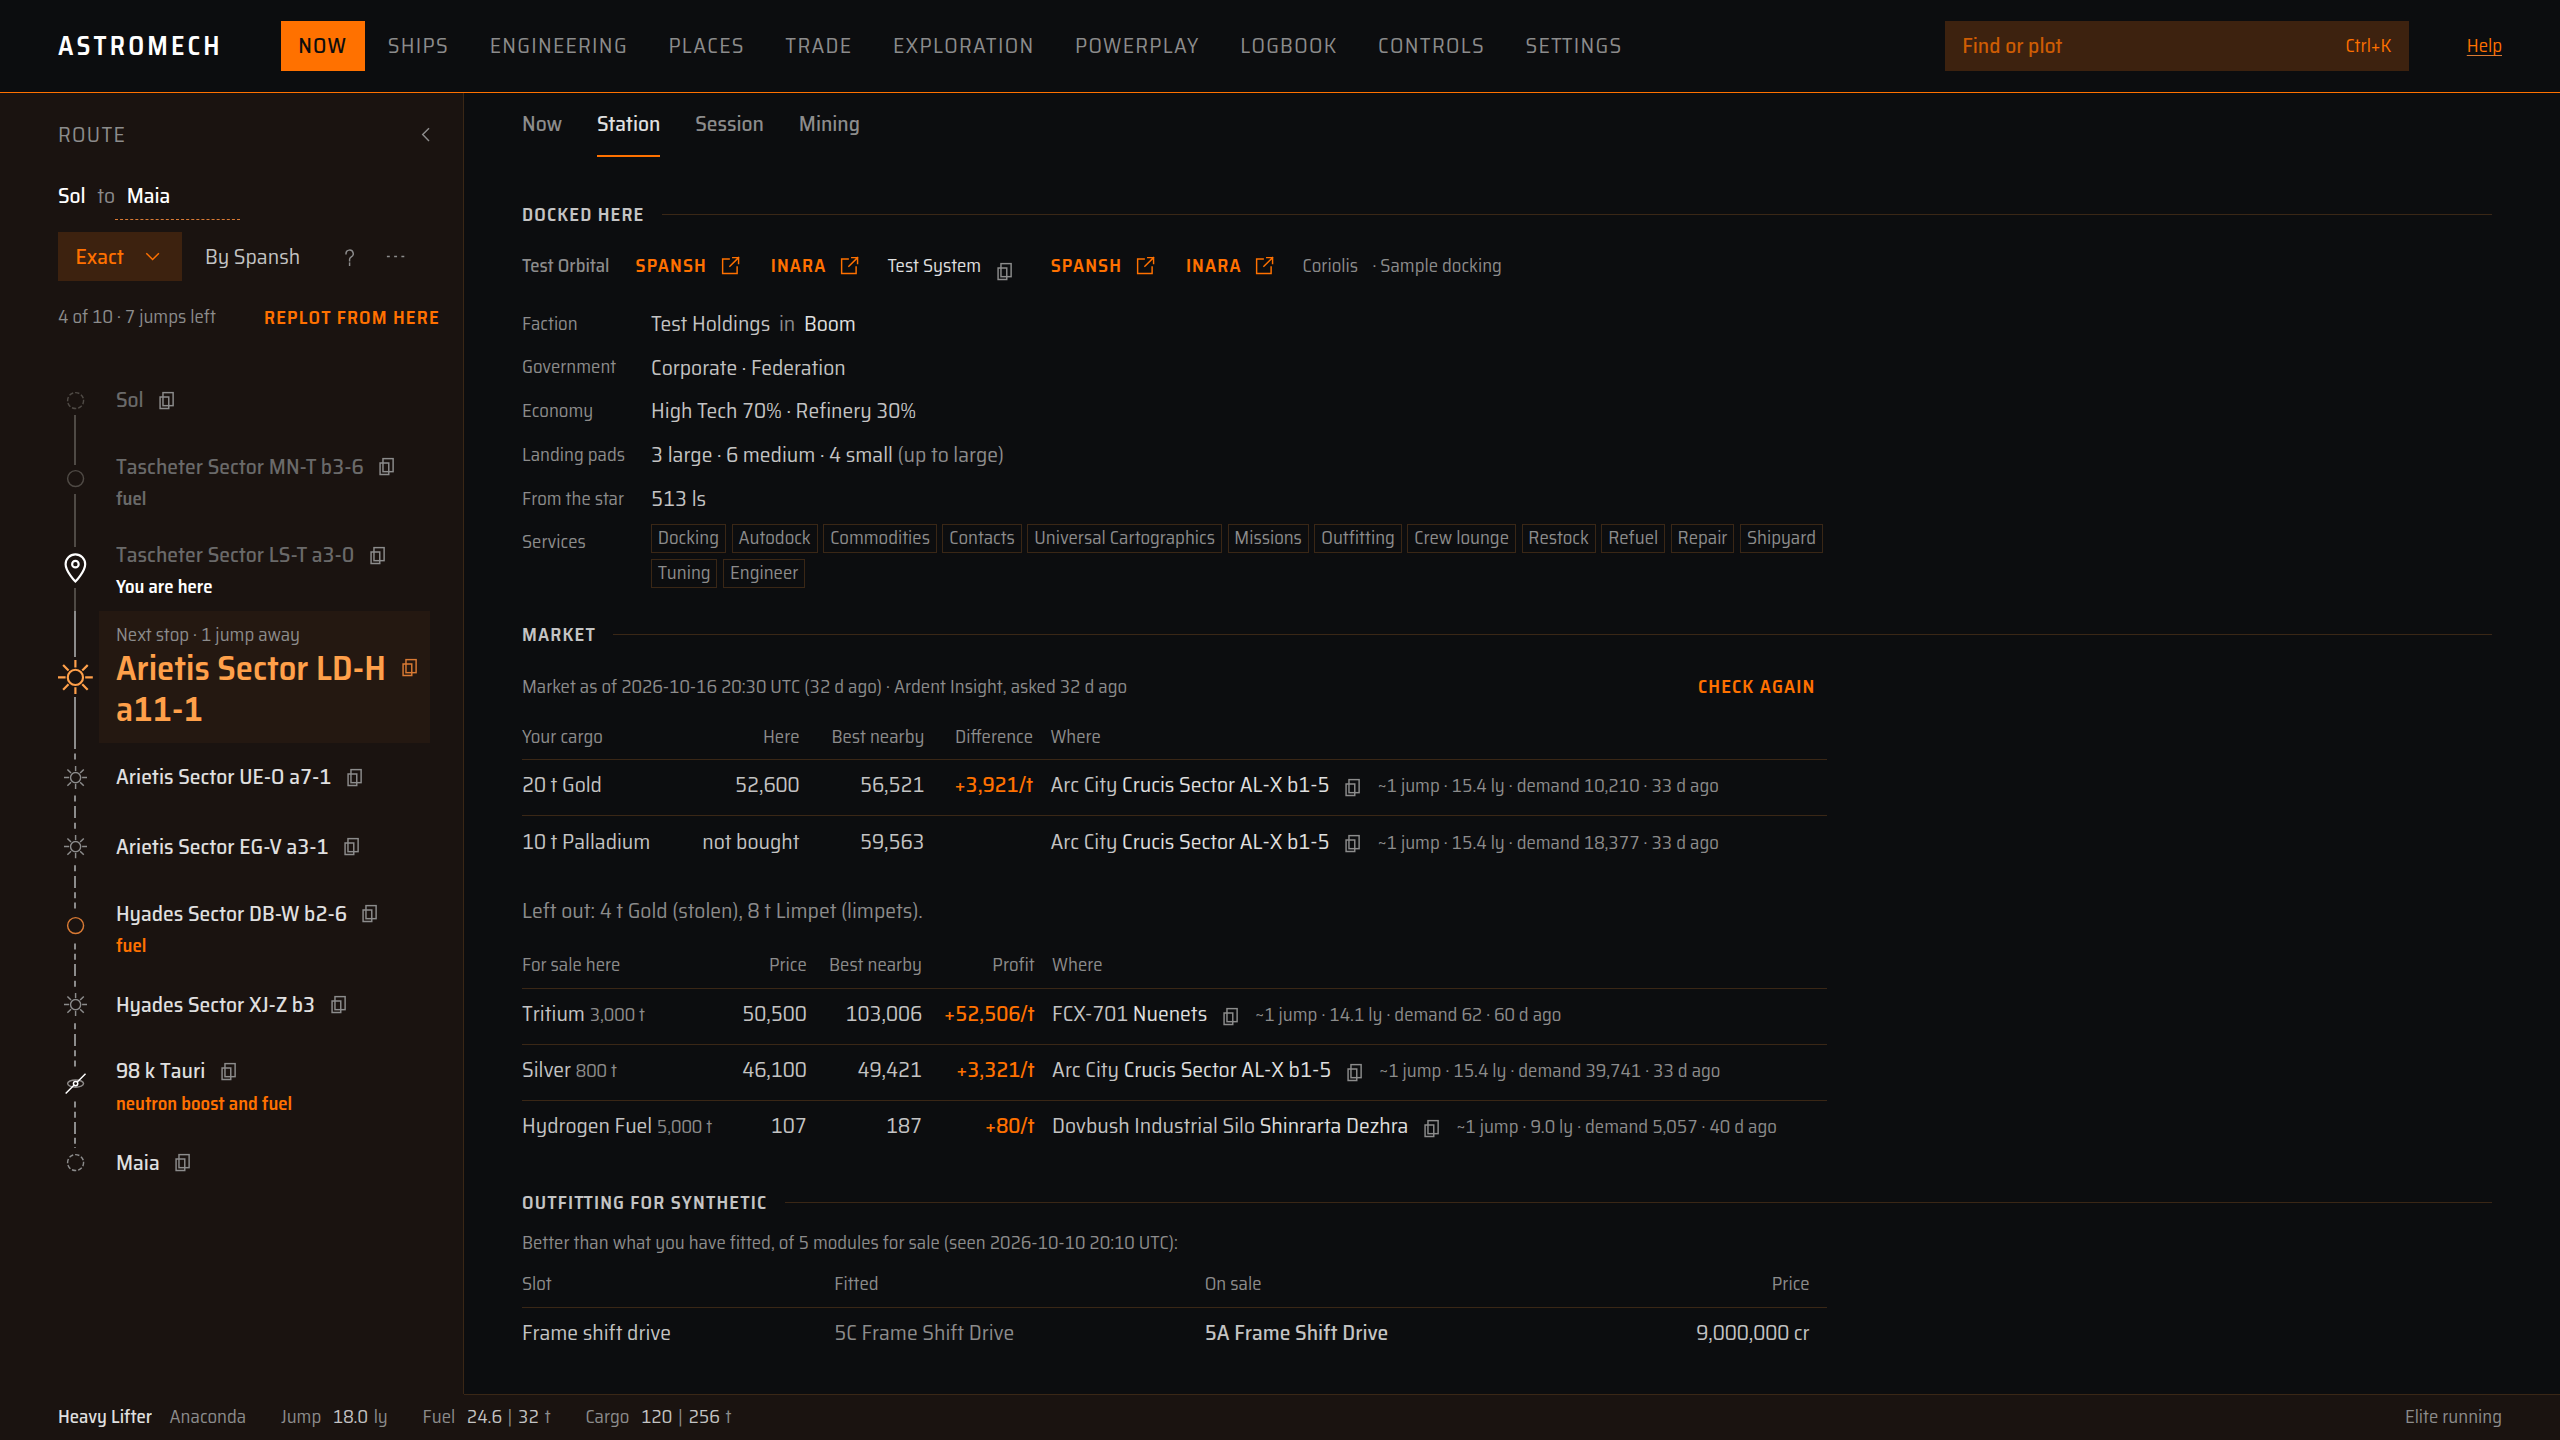 ASTROMECH NOW SHIPS ENGINEERING PLACES TRADE EXPLORATION POWERPLAY LOGBOOK CONTROLS SETTINGS Find or plot Ctrl+K Help
ROUTE
Sol to Maia
Exact By Spansh ? ...
4 of 10 · 7 jumps left REPLOT FROM HERE
Sol
Tascheter Sector MN-T b3-6
fuel
Tascheter Sector LS-T a3-0
You are here
Next stop · 1 jump away
Arietis Sector LD-H
a11-1
Arietis Sector UE-O a7-1
Arietis Sector EG-V a3-1
Hyades Sector DB-W b2-6
fuel
Hyades Sector XJ-Z b3
98 k Tauri
neutron boost and fuel
Maia
Now Station Session Mining
DOCKED HERE
Test Orbital SPANSH INARA Test System SPANSH INARA Coriolis · Sample docking
Faction Test Holdings in Boom
Government Corporate · Federation
Economy High Tech 70% · Refinery 30%
Landing pads 3 large · 6 medium · 4 small (up to large)
From the star 513 ls
Services Docking Autodock Commodities Contacts Universal Cartographics Missions Outfitting Crew lounge Restock Refuel Repair Shipyard
Tuning Engineer
MARKET
Market as of 2026-10-16 20:30 UTC (32 d ago) · Ardent Insight, asked 32 d ago CHECK AGAIN
Your cargo Here Best nearby Difference Where
20 t Gold 52,600 56,521 +3,921/t Arc City Crucis Sector AL-X b1-5 ~1 jump · 15.4 ly · demand 10,210 · 33 d ago
10 t Palladium not bought 59,563 Arc City Crucis Sector AL-X b1-5 ~1 jump · 15.4 ly · demand 18,377 · 33 d ago
Left out: 4 t Gold (stolen), 8 t Limpet (limpets).
For sale here Price Best nearby Profit Where
Tritium 3,000 t 50,500 103,006 +52,506/t FCX-701 Nuenets ~1 jump · 14.1 ly · demand 62 · 60 d ago
Silver 800 t 46,100 49,421 +3,321/t Arc City Crucis Sector AL-X b1-5 ~1 jump · 15.4 ly · demand 39,741 · 33 d ago
Hydrogen Fuel 5,000 t 107 187 +80/t Dovbush Industrial Silo Shinrarta Dezhra ~1 jump · 9.0 ly · demand 5,057 · 40 d ago
OUTFITTING FOR SYNTHETIC
Better than what you have fitted, of 5 modules for sale (seen 2026-10-10 20:10 UTC):
Slot Fitted On sale Price
Frame shift drive 5C Frame Shift Drive 5A Frame Shift Drive 9,000,000 cr
Heavy Lifter Anaconda Jump 18.0 ly Fuel 24.6 | 32 t Cargo 120 | 256 t Elite running